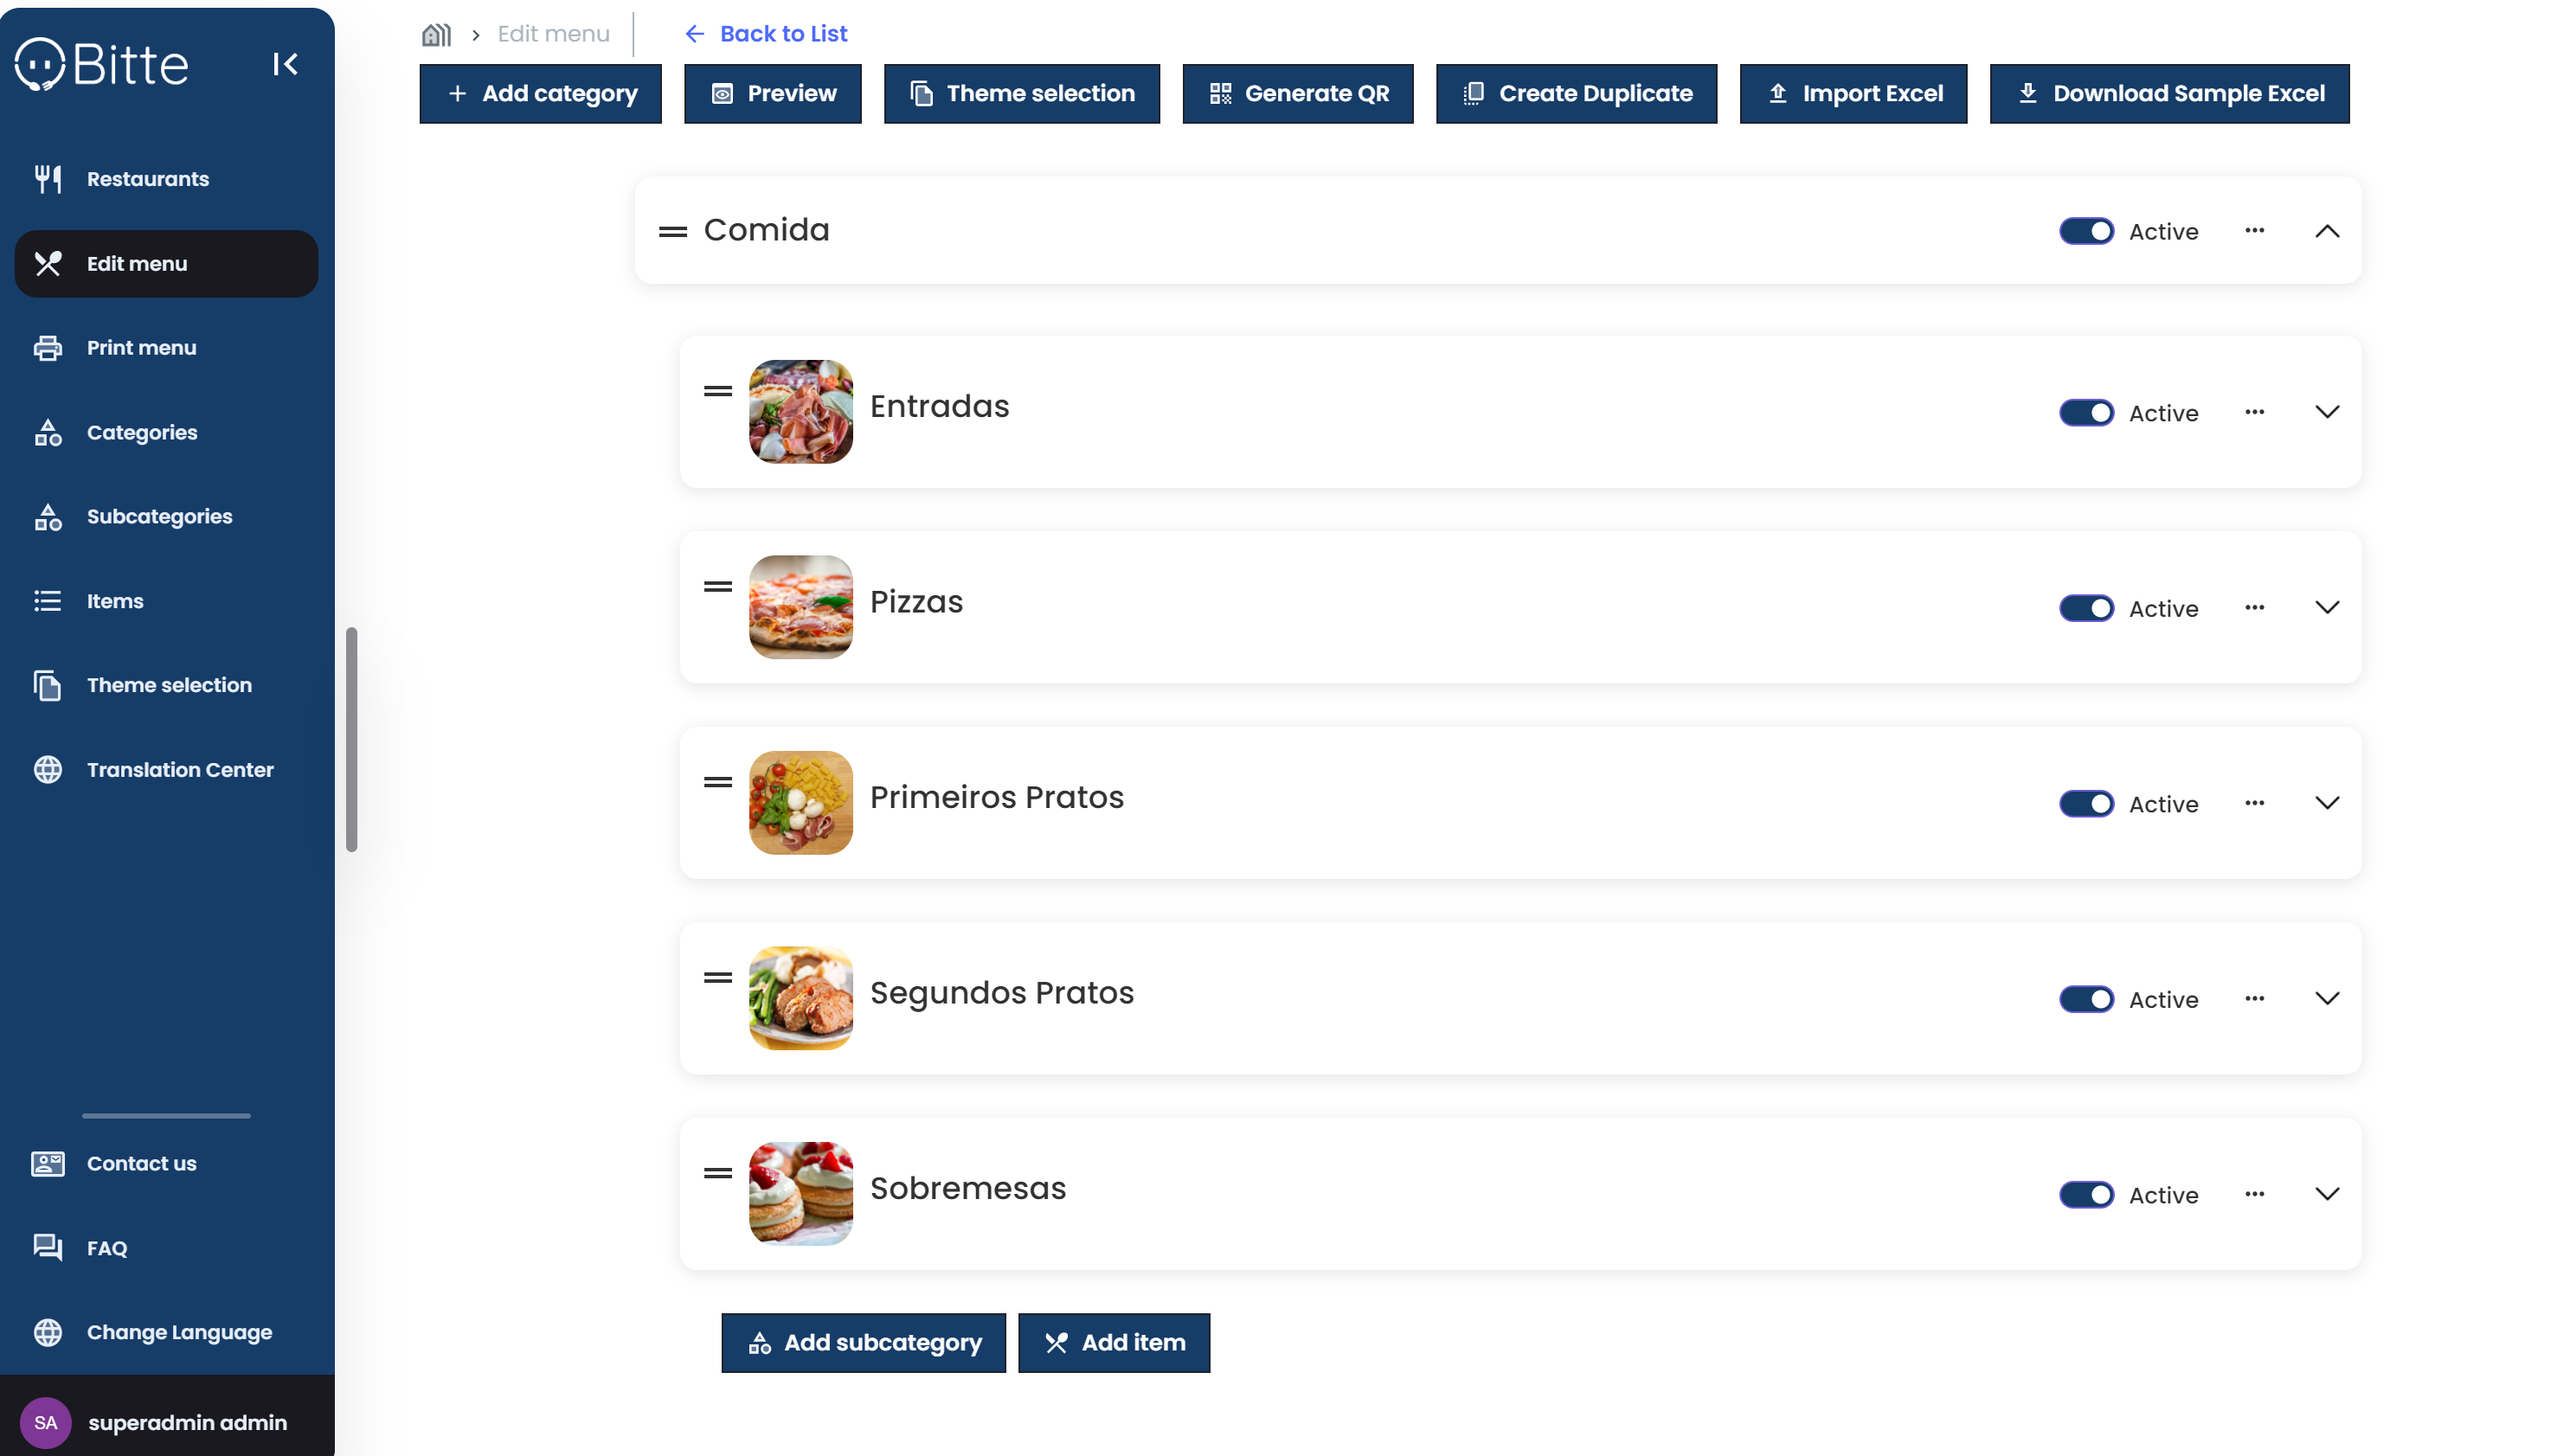 Bitte
Restaurants
Edit menu
Print menu
Categories
Subcategories
Items
Theme selection
Translation Center
Contact us
FAQ
Change Language
SA superadmin admin
Edit menu Back to List
Add category Preview Theme selection Generate QR Create Duplicate Import Excel Download Sample Excel
Comida Active
Entradas Active
Pizzas Active
Primeiros Pratos Active
Segundos Pratos Active
Sobremesas Active
Add subcategory Add item